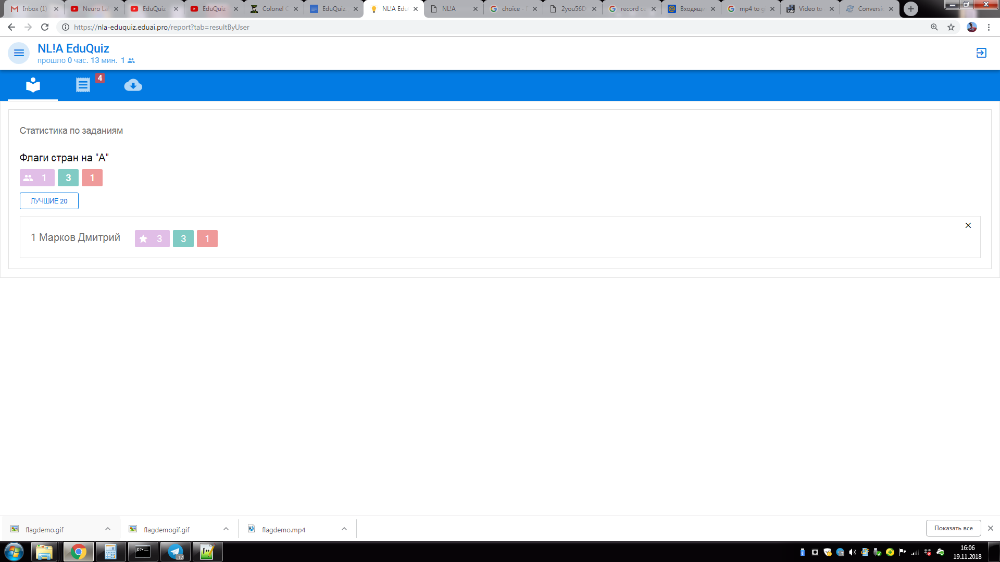 Inbox (1)
Neuro La
EduQuiz
EduQuiz
Colonel C
EduQuiz.
NL!A Edu
NL!A
choice -
2you56D
record ce
Входящи
mp4 to g
Video to
Conversi
https://nla-eduquiz.eduai.pro/report?tab=resultByUser
NL!A EduQuiz
прошло 0 час. 13 мин. 1
4
Статистика по заданиям
Флаги стран на "А"
1 3 1
ЛУЧШИЕ 20
1 Марков Дмитрий 3 3 1
flagdemo.gif
flagdemogif.gif
flagdemo.mp4
Показать все
C:\
17
16:06
19.11.2018